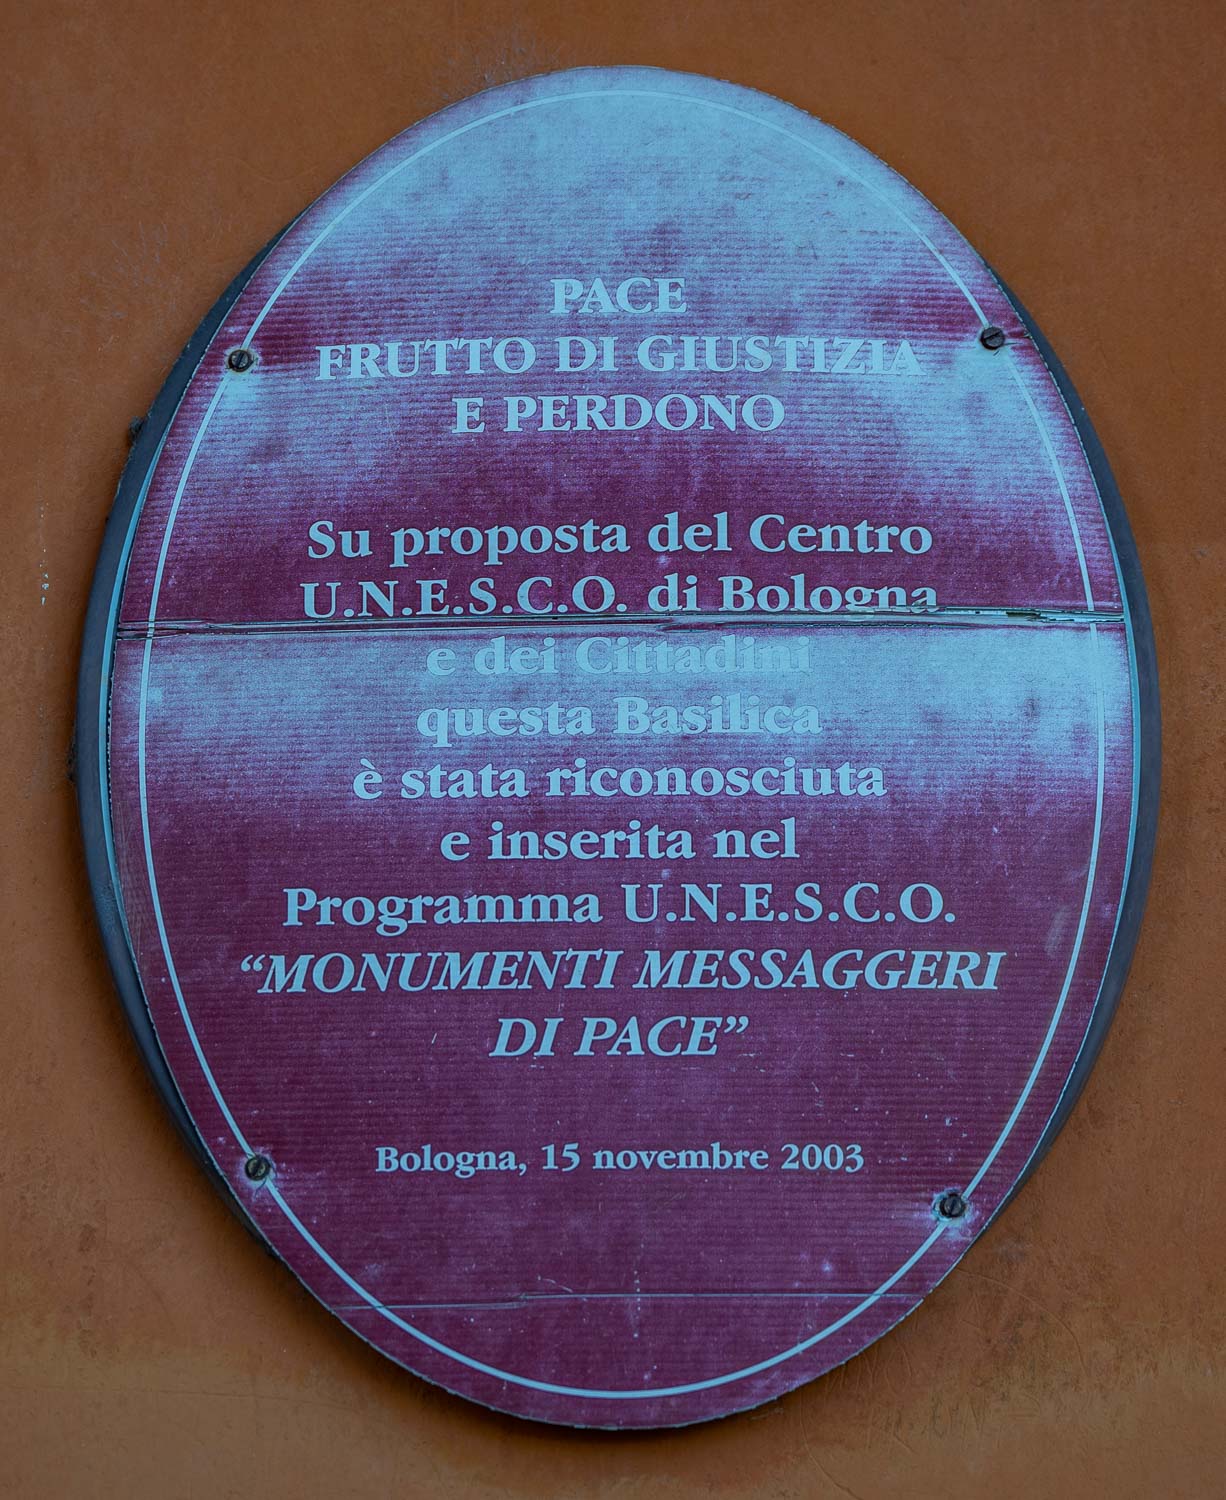 PACE
FRUTTO DI GIUSTIZIA
E PERDONO
Su proposta del Centro
U.N.E.S.C.O. di Bologna
e dei Cittadini
questa Basilica
è stata riconosciuta
e inserita nel
Programma U.N.E.S.C.O.
“MONUMENTI MESSAGGERI
DI PACE”
Bologna, 15 novembre 2003